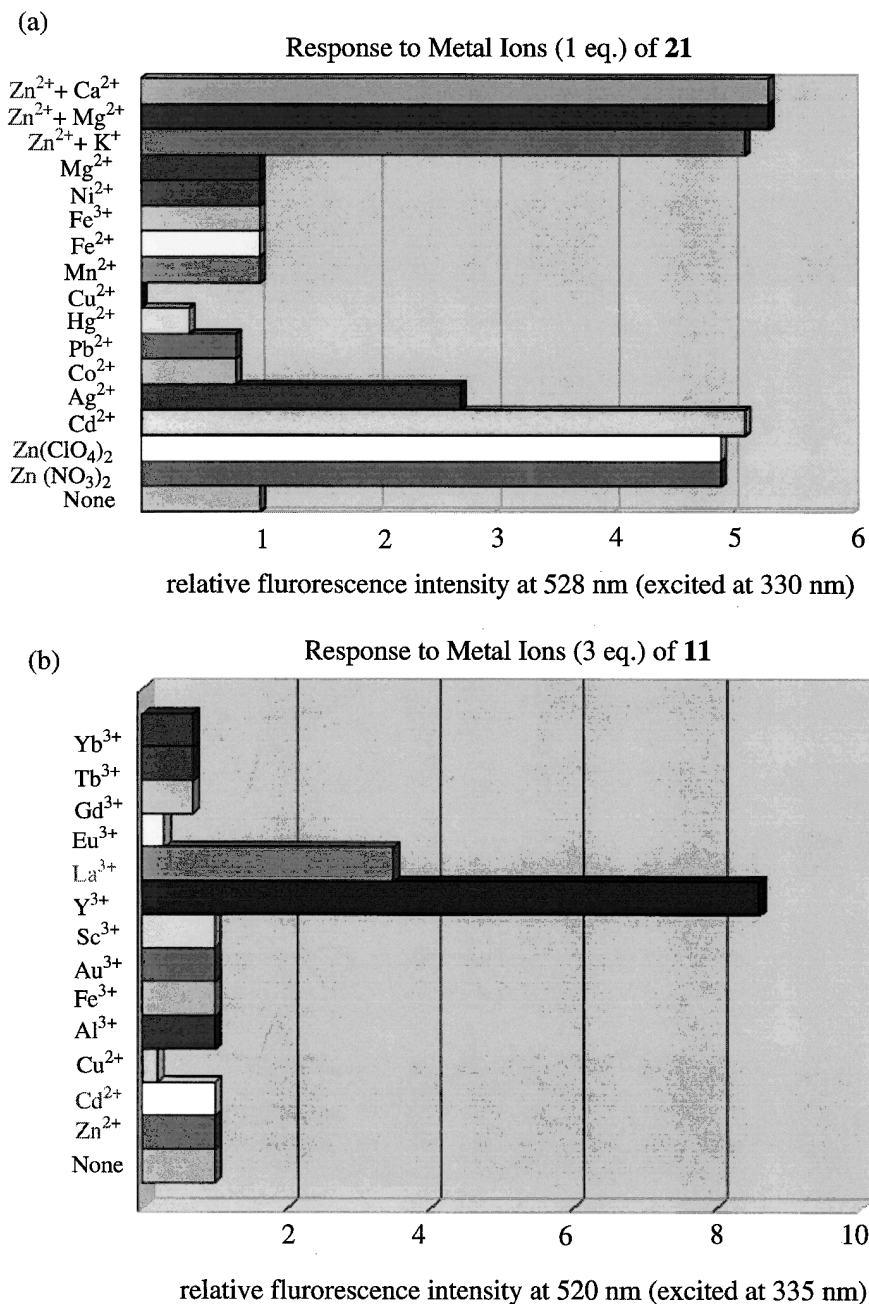 (a)
Response to Metal Ions (1 eq.) of 21
Zn²⁺ + Ca²⁺
Zn²⁺ + Mg²⁺
Zn²⁺ + K⁺
Mg²⁺
Ni²⁺
Fe³⁺
Fe²⁺
Mn²⁺
Cu²⁺
Hg²⁺
Pb²⁺
Co²⁺
Ag²⁺
Cd²⁺
Zn(ClO₄)₂
Zn (NO₃)₂
None
1 2 3 4 5 6
relative flurorescence intensity at 528 nm (excited at 330 nm)
(b)
Response to Metal Ions (3 eq.) of 11
Yb³⁺
Tb³⁺
Gd³⁺
Eu³⁺
La³⁺
Y³⁺
Sc³⁺
Au³⁺
Fe³⁺
Al³⁺
Cu²⁺
Cd²⁺
Zn²⁺
None
2 4 6 8 10
relative flurorescence intensity at 520 nm (excited at 335 nm)